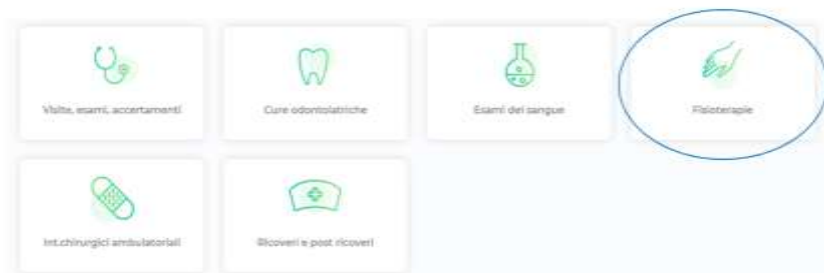 Visite, esami, accertamenti
Cure odontoiatriche
Esami del sangue
Fisioterapie
Int.chirurgici ambulatoriali
Ricoveri e post ricoveri